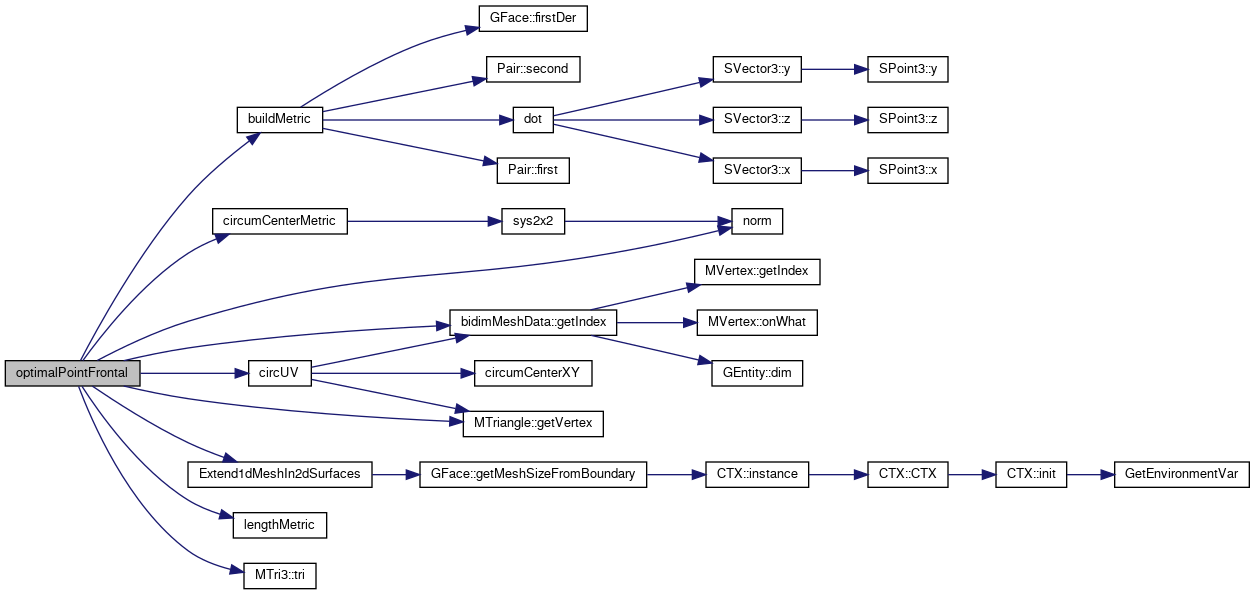 GFace::firstDer
Pair::second
SVector3::y
SPoint3::y
buildMetric
dot
SVector3::z
SPoint3::z
Pair::first
SVector3::x
SPoint3::x
circumCenterMetric
sys2x2
norm
MVertex::getIndex
bidimMeshData::getIndex
MVertex::onWhat
optimalPointFrontal
circUV
circumCenterXY
GEntity::dim
MTriangle::getVertex
Extend1dMeshIn2dSurfaces
GFace::getMeshSizeFromBoundary
CTX::instance
CTX::CTX
CTX::init
GetEnvironmentVar
lengthMetric
MTri3::tri